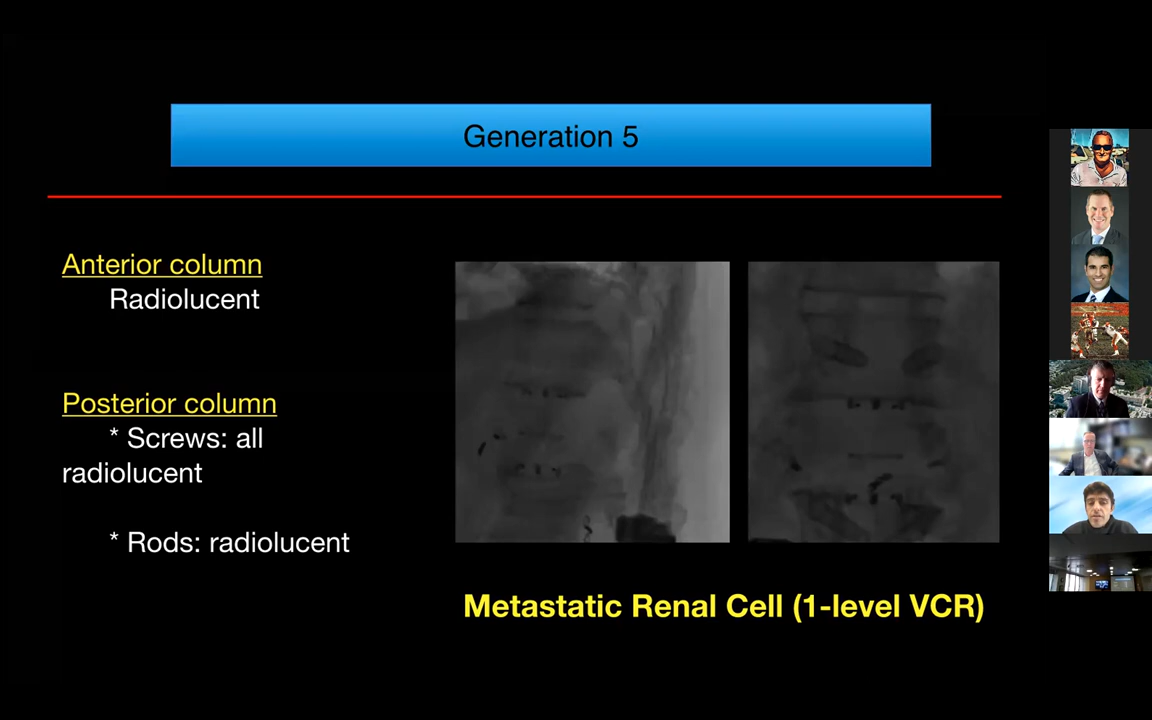 Generation 5
Anterior column
Radiolucent
Posterior column
* Screws: all
radiolucent
* Rods: radiolucent
Metastatic Renal Cell (1-level VCR)